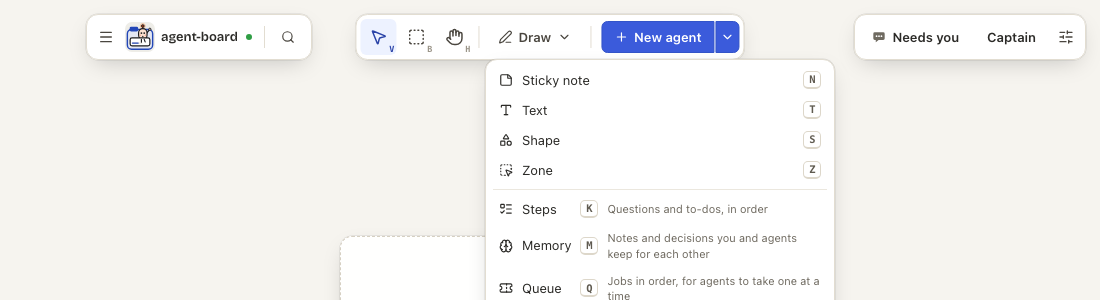 agent-board
V
B
H
Draw
New agent
Needs you
Captain
Sticky note N
Text T
Shape S
Zone Z
Steps K Questions and to-dos, in order
Memory M Notes and decisions you and agents
keep for each other
Queue Q Jobs in order, for agents to take one at a
time